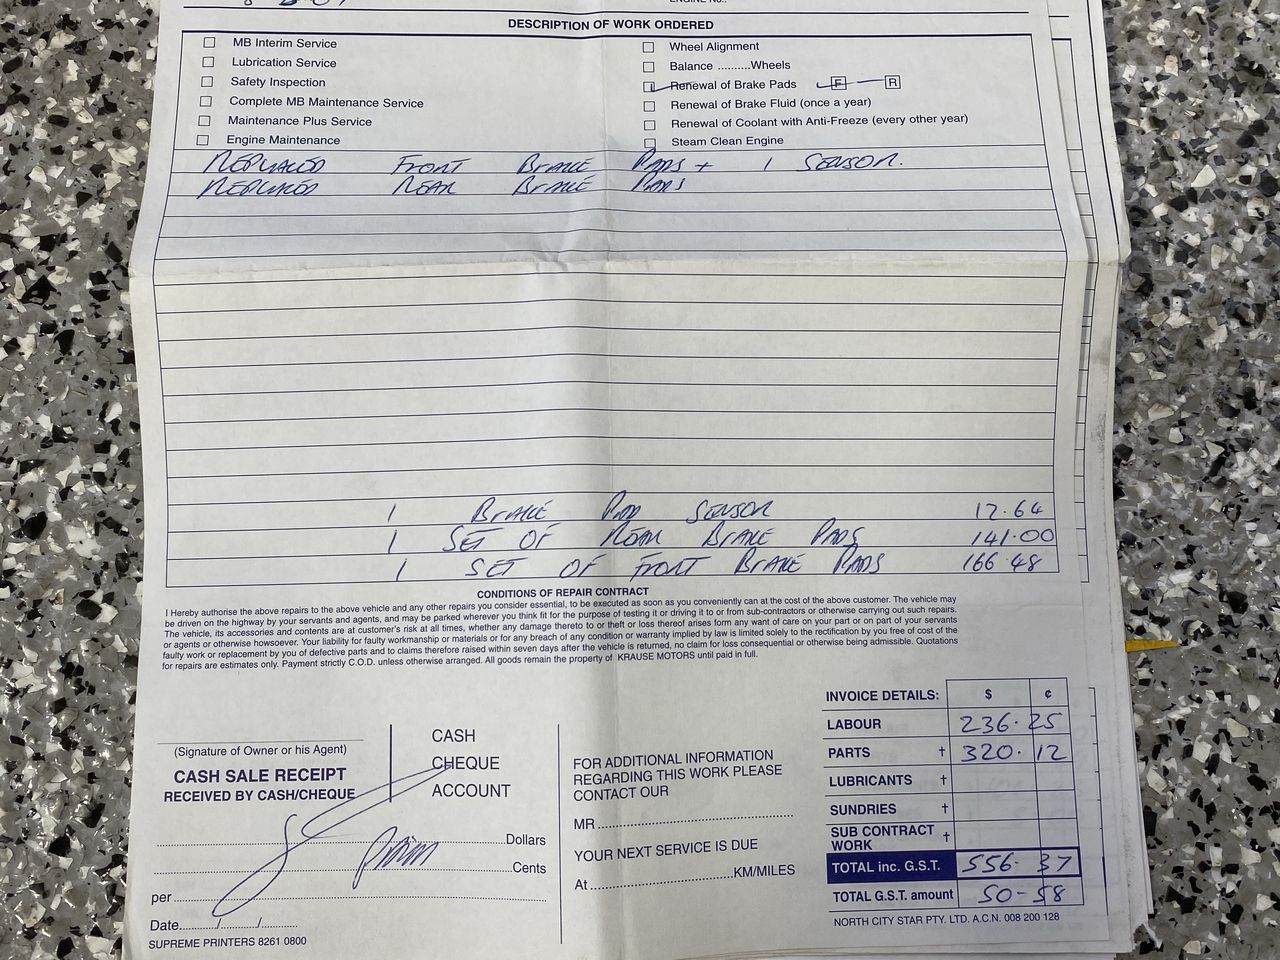 DESCRIPTION OF WORK ORDERED
MB Interim Service
Lubrication Service
Safety Inspection
Complete MB Maintenance Service
Maintenance Plus Service
Engine Maintenance
Wheel Alignment
Balance ..........Wheels
Renewal of Brake Pads F R
Renewal of Brake Fluid (once a year)
Renewal of Coolant with Anti-Freeze (every other year)
Steam Clean Engine
REPLACED FRONT BRAKE PADS + 1 SENSOR.
REPLACED REAR BRAKE PADS
1 BRAKE PAD SENSOR 12.64
1 SET OF REAR BRAKE PADS 141.00
1 SET OF FRONT BRAKE PADS 166.48
CONDITIONS OF REPAIR CONTRACT
I Hereby authorise the above repairs to the above vehicle and any other repairs you consider essential, to be executed as soon as you conveniently can at the cost of the above customer. The vehicle may
be driven on the highway by your servants and agents, and may be parked wherever you think fit for the purpose of testing it or driving it to or from sub-contractors or otherwise carrying out such repairs.
The vehicle, its accessories and contents are at customer's risk at all times, whether any damage thereto to or theft or loss thereof arises form any want of care on your part or on part of your servants
or agents or otherwise howsoever. Your liability for faulty workmanship or materials or for any breach of any condition or warranty implied by law is limited solely to the rectification by you free of cost of the
faulty work or replacement by you of defective parts and to claims therefore raised within seven days after the vehicle is returned, no claim for loss consequential or otherwise being admissible. Quotations
for repairs are estimates only. Payment strictly C.O.D. unless otherwise arranged. All goods remain the property of KRAUSE MOTORS until paid in full.
(Signature of Owner or his Agent)
CASH SALE RECEIPT
RECEIVED BY CASH/CHEQUE
CASH
CHEQUE
ACCOUNT
Dollars
Cents
per
Date....../....../......
SUPREME PRINTERS 8261 0800
FOR ADDITIONAL INFORMATION
REGARDING THIS WORK PLEASE
CONTACT OUR
MR
YOUR NEXT SERVICE IS DUE
At ..........KM/MILES
INVOICE DETAILS: $ ¢
LABOUR 236.25
PARTS † 320.12
LUBRICANTS †
SUNDRIES †
SUB CONTRACT †
WORK
TOTAL inc. G.S.T. 556.37
TOTAL G.S.T. amount 50-58
NORTH CITY STAR PTY. LTD. A.C.N. 008 200 128